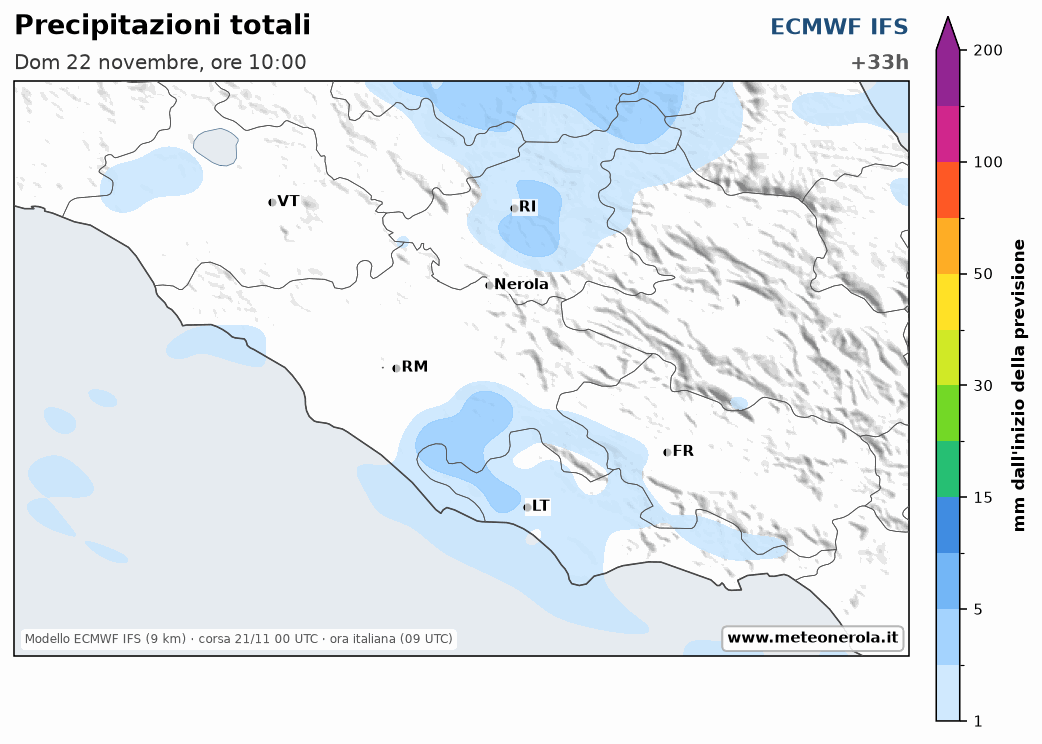 Precipitazioni totali
ECMWF IFS
Dom 22 novembre, ore 10:00
+33h
200
100
50
30
15
5
1
mm dall'inizio della previsione
VT
RI
Nerola
RM
FR
LT
Modello ECMWF IFS (9 km) · corsa 21/11 00 UTC · ora italiana (09 UTC)
www.meteonerola.it